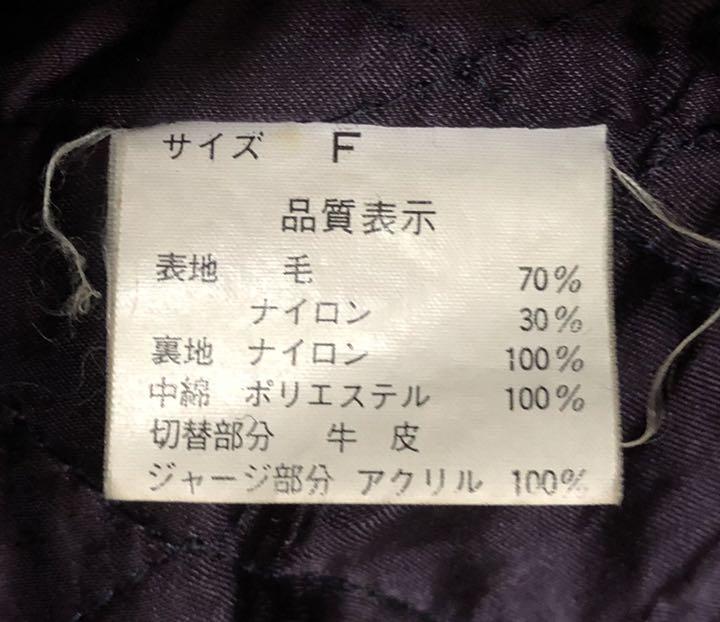 サイズ F
品質表示
表地 毛 70%
ナイロン 30%
裏地 ナイロン 100%
中綿 ポリエステル 100%
切替部分 牛皮
ジャージ部分 アクリル 100%